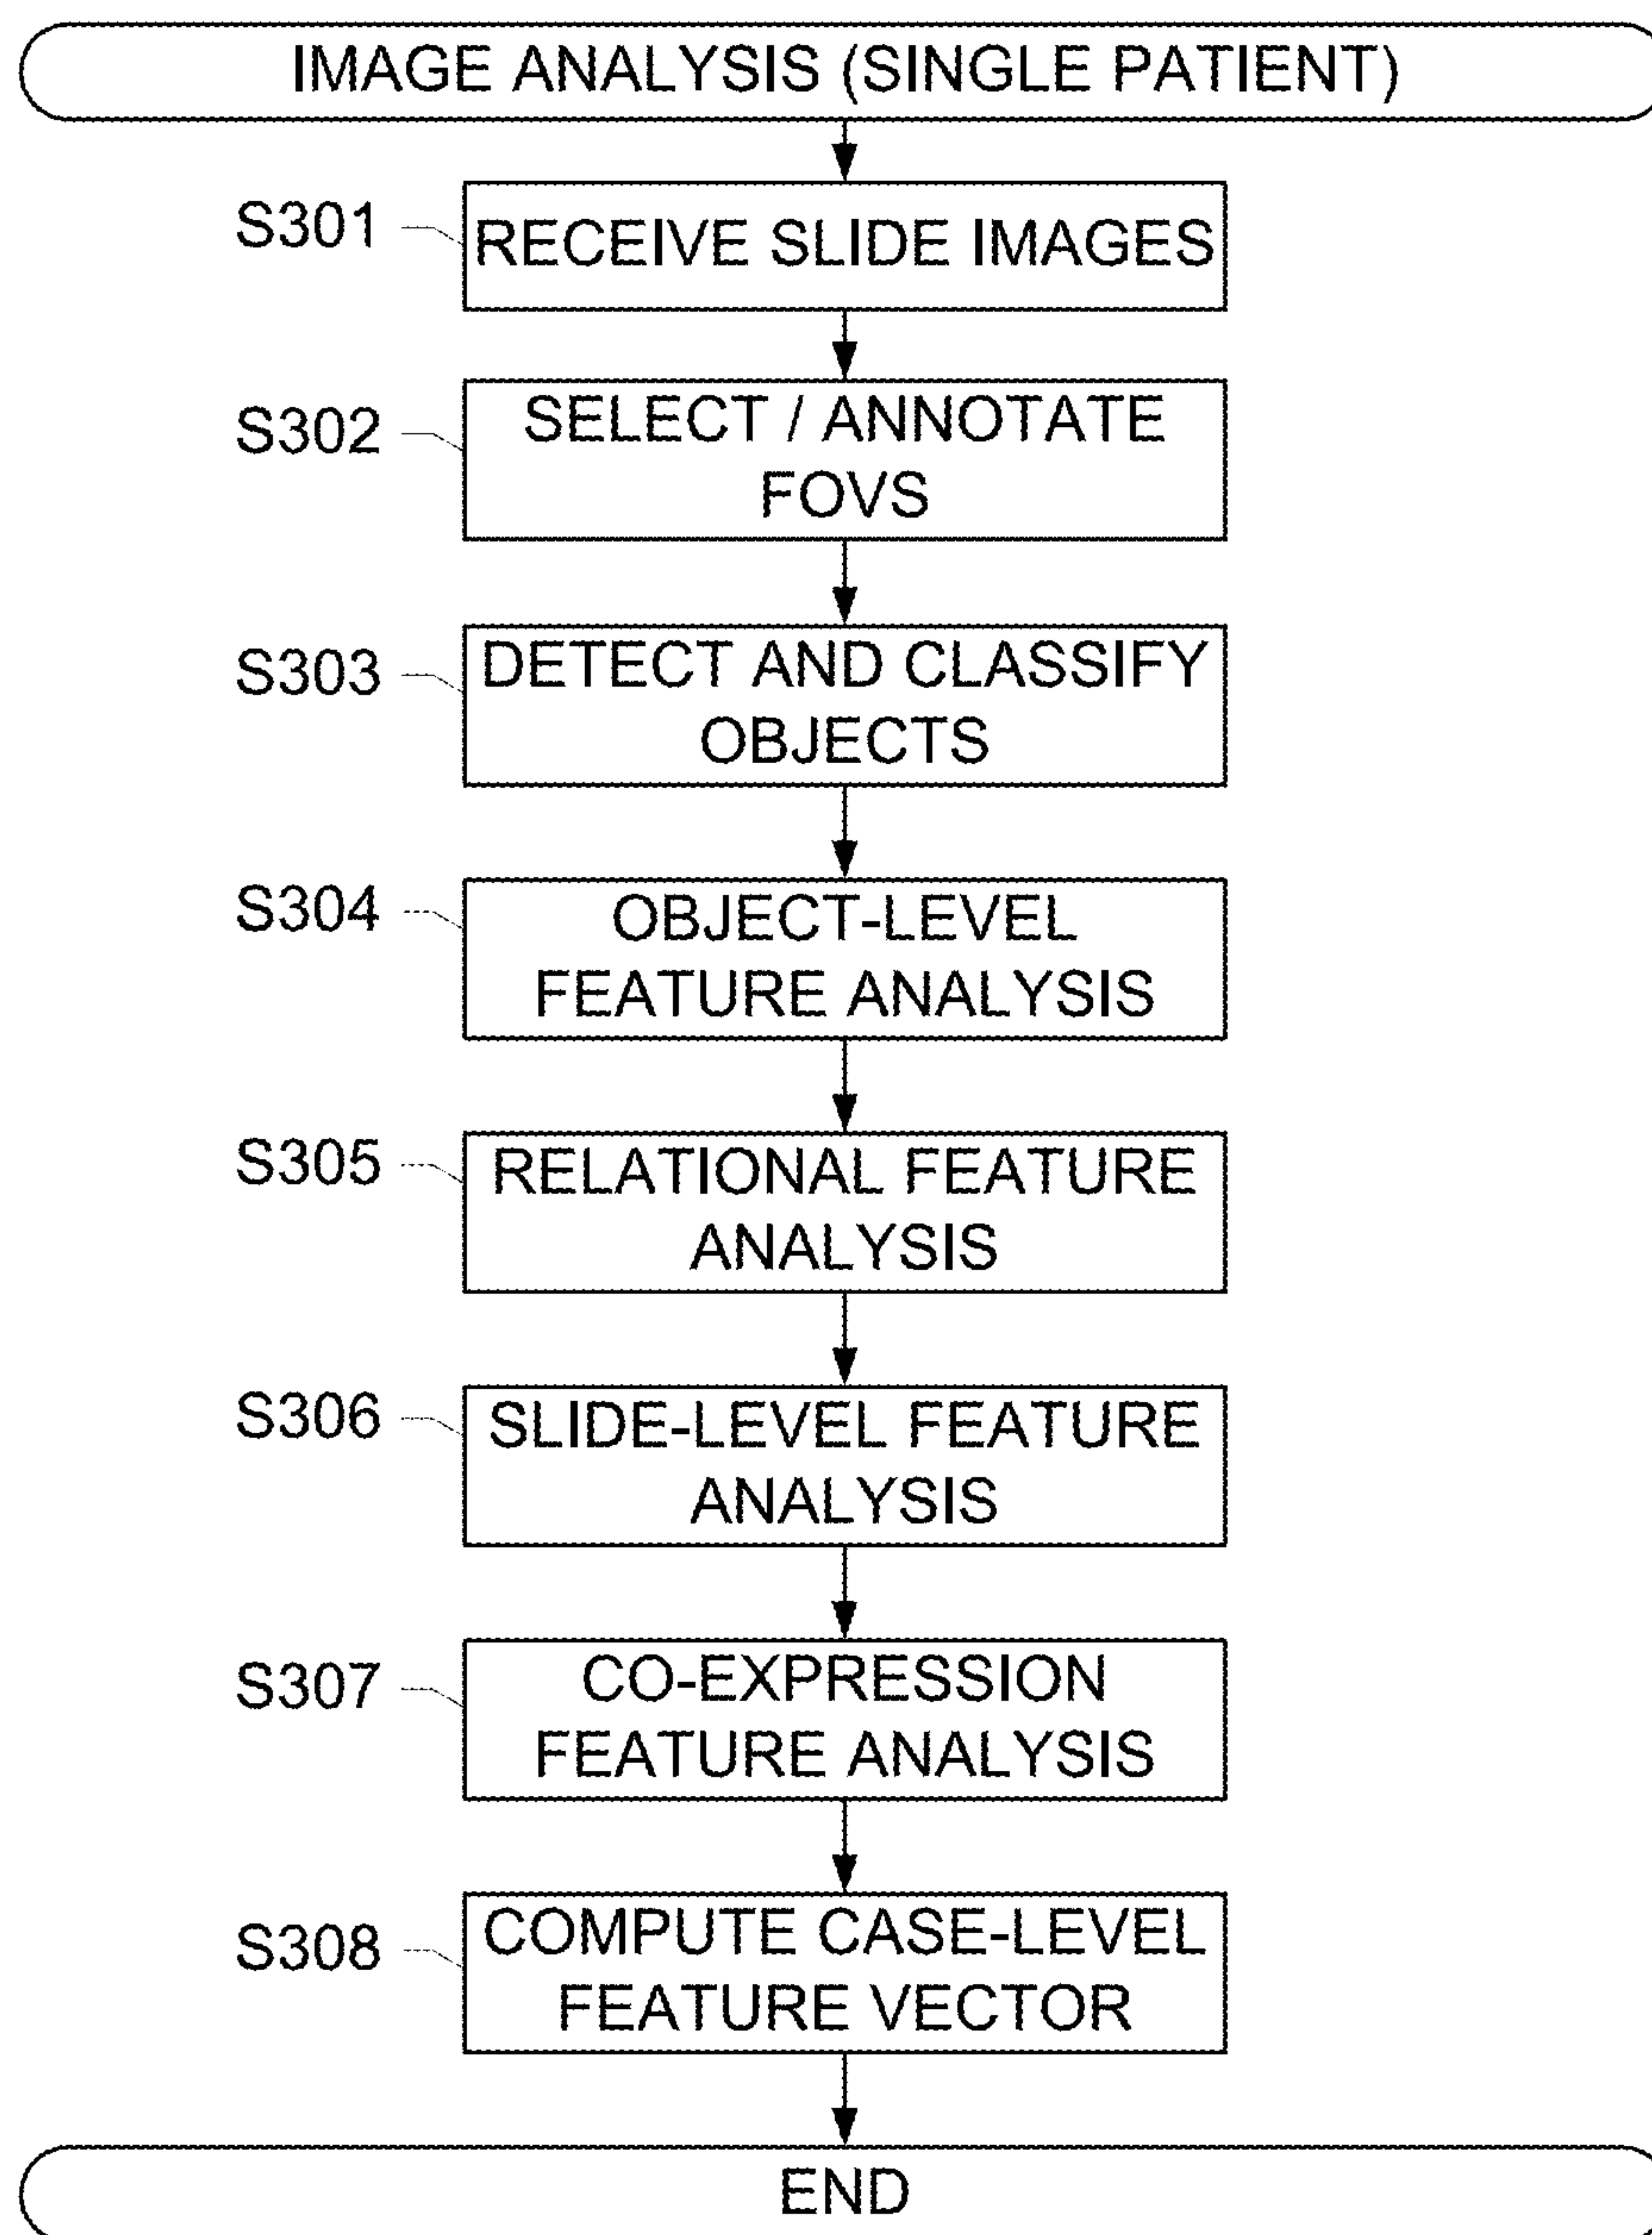 IMAGE ANALYSIS (SINGLE PATIENT)
S301
RECEIVE SLIDE IMAGES
S302
SELECT / ANNOTATE
FOVS
S303
DETECT AND CLASSIFY
OBJECTS
S304
OBJECT-LEVEL
FEATURE ANALYSIS
S305
RELATIONAL FEATURE
ANALYSIS
S306
SLIDE-LEVEL FEATURE
ANALYSIS
S307
CO-EXPRESSION
FEATURE ANALYSIS
S308
COMPUTE CASE-LEVEL
FEATURE VECTOR
END